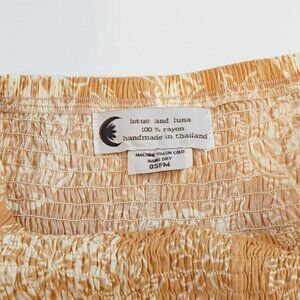 lotus and luna
100 % rayon
handmade in thailand
MACHINE WASH COLD
HANG DRY
OSFM